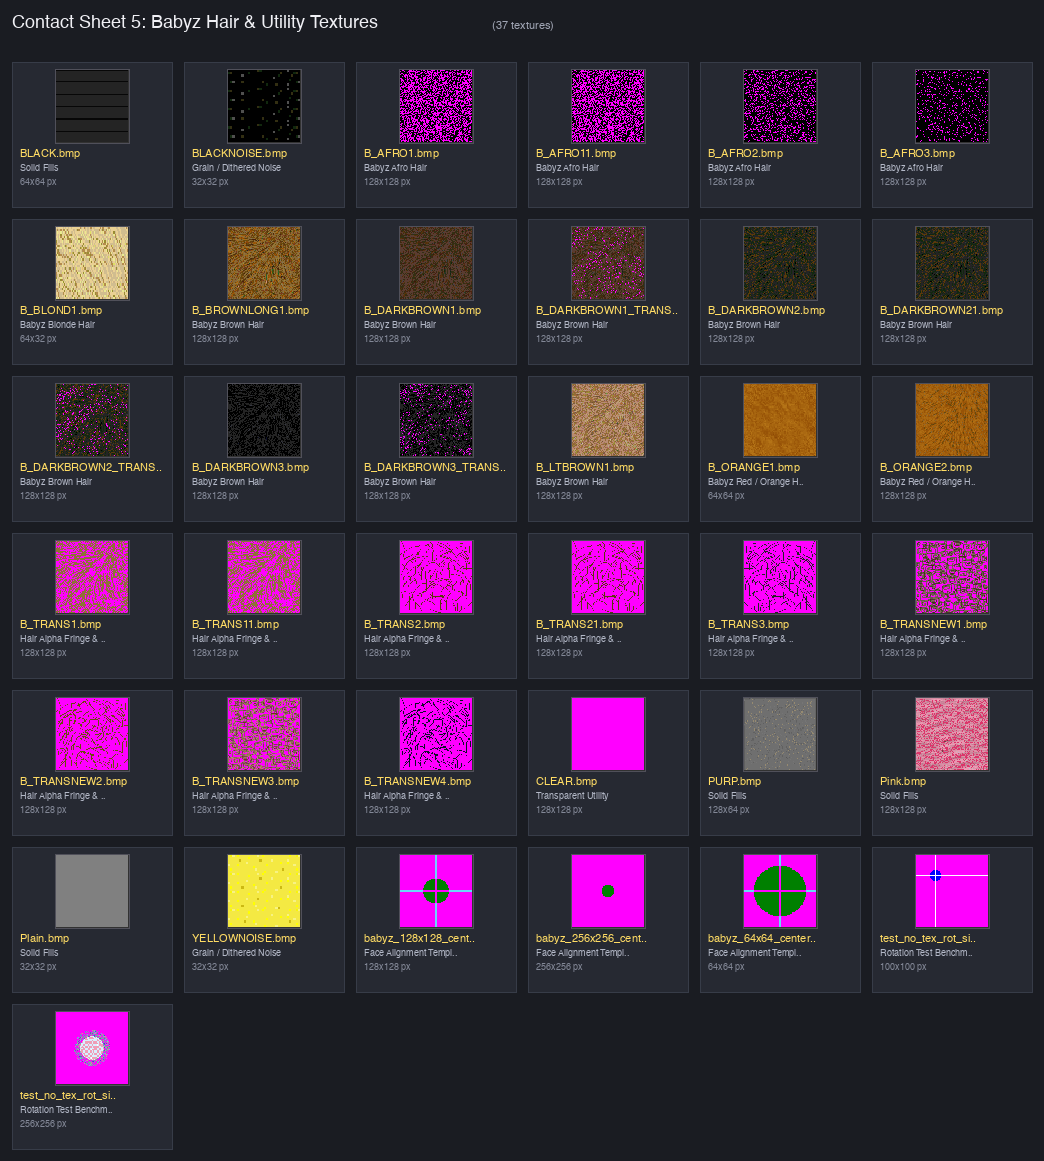 Contact Sheet 5: Babyz Hair & Utility Textures
(37 textures)
BLACK.bmp
Solid Fills
64x64 px
BLACKNOISE.bmp
Grain / Dithered Noise
32x32 px
B_AFRO1.bmp
Babyz Afro Hair
128x128 px
B_AFRO11.bmp
Babyz Afro Hair
128x128 px
B_AFRO2.bmp
Babyz Afro Hair
128x128 px
B_AFRO3.bmp
Babyz Afro Hair
128x128 px
B_BLOND1.bmp
Babyz Blonde Hair
64x32 px
B_BROWNLONG1.bmp
Babyz Brown Hair
128x128 px
B_DARKBROWN1.bmp
Babyz Brown Hair
128x128 px
B_DARKBROWN1_TRANS..
Babyz Brown Hair
128x128 px
B_DARKBROWN2.bmp
Babyz Brown Hair
128x128 px
B_DARKBROWN21.bmp
Babyz Brown Hair
128x128 px
B_DARKBROWN2_TRANS..
Babyz Brown Hair
128x128 px
B_DARKBROWN3.bmp
Babyz Brown Hair
128x128 px
B_DARKBROWN3_TRANS..
Babyz Brown Hair
128x128 px
B_LTBROWN1.bmp
Babyz Brown Hair
128x128 px
B_ORANGE1.bmp
Babyz Red / Orange H..
64x64 px
B_ORANGE2.bmp
Babyz Red / Orange H..
128x128 px
B_TRANS1.bmp
Hair Alpha Fringe & ..
128x128 px
B_TRANS11.bmp
Hair Alpha Fringe & ..
128x128 px
B_TRANS2.bmp
Hair Alpha Fringe & ..
128x128 px
B_TRANS21.bmp
Hair Alpha Fringe & ..
128x128 px
B_TRANS3.bmp
Hair Alpha Fringe & ..
128x128 px
B_TRANSNEW1.bmp
Hair Alpha Fringe & ..
128x128 px
B_TRANSNEW2.bmp
Hair Alpha Fringe & ..
128x128 px
B_TRANSNEW3.bmp
Hair Alpha Fringe & ..
128x128 px
B_TRANSNEW4.bmp
Hair Alpha Fringe & ..
128x128 px
CLEAR.bmp
Transparent Utility
128x128 px
PURP.bmp
Solid Fills
128x64 px
Pink.bmp
Solid Fills
128x128 px
Plain.bmp
Solid Fills
32x32 px
YELLOWNOISE.bmp
Grain / Dithered Noise
32x32 px
babyz_128x128_cent..
Face Alignment Templ..
128x128 px
babyz_256x256_cent..
Face Alignment Templ..
256x256 px
babyz_64x64_center..
Face Alignment Templ..
64x64 px
test_no_tex_rot_si..
Rotation Test Benchm..
100x100 px
test_no_tex_rot_si..
Rotation Test Benchm..
256x256 px